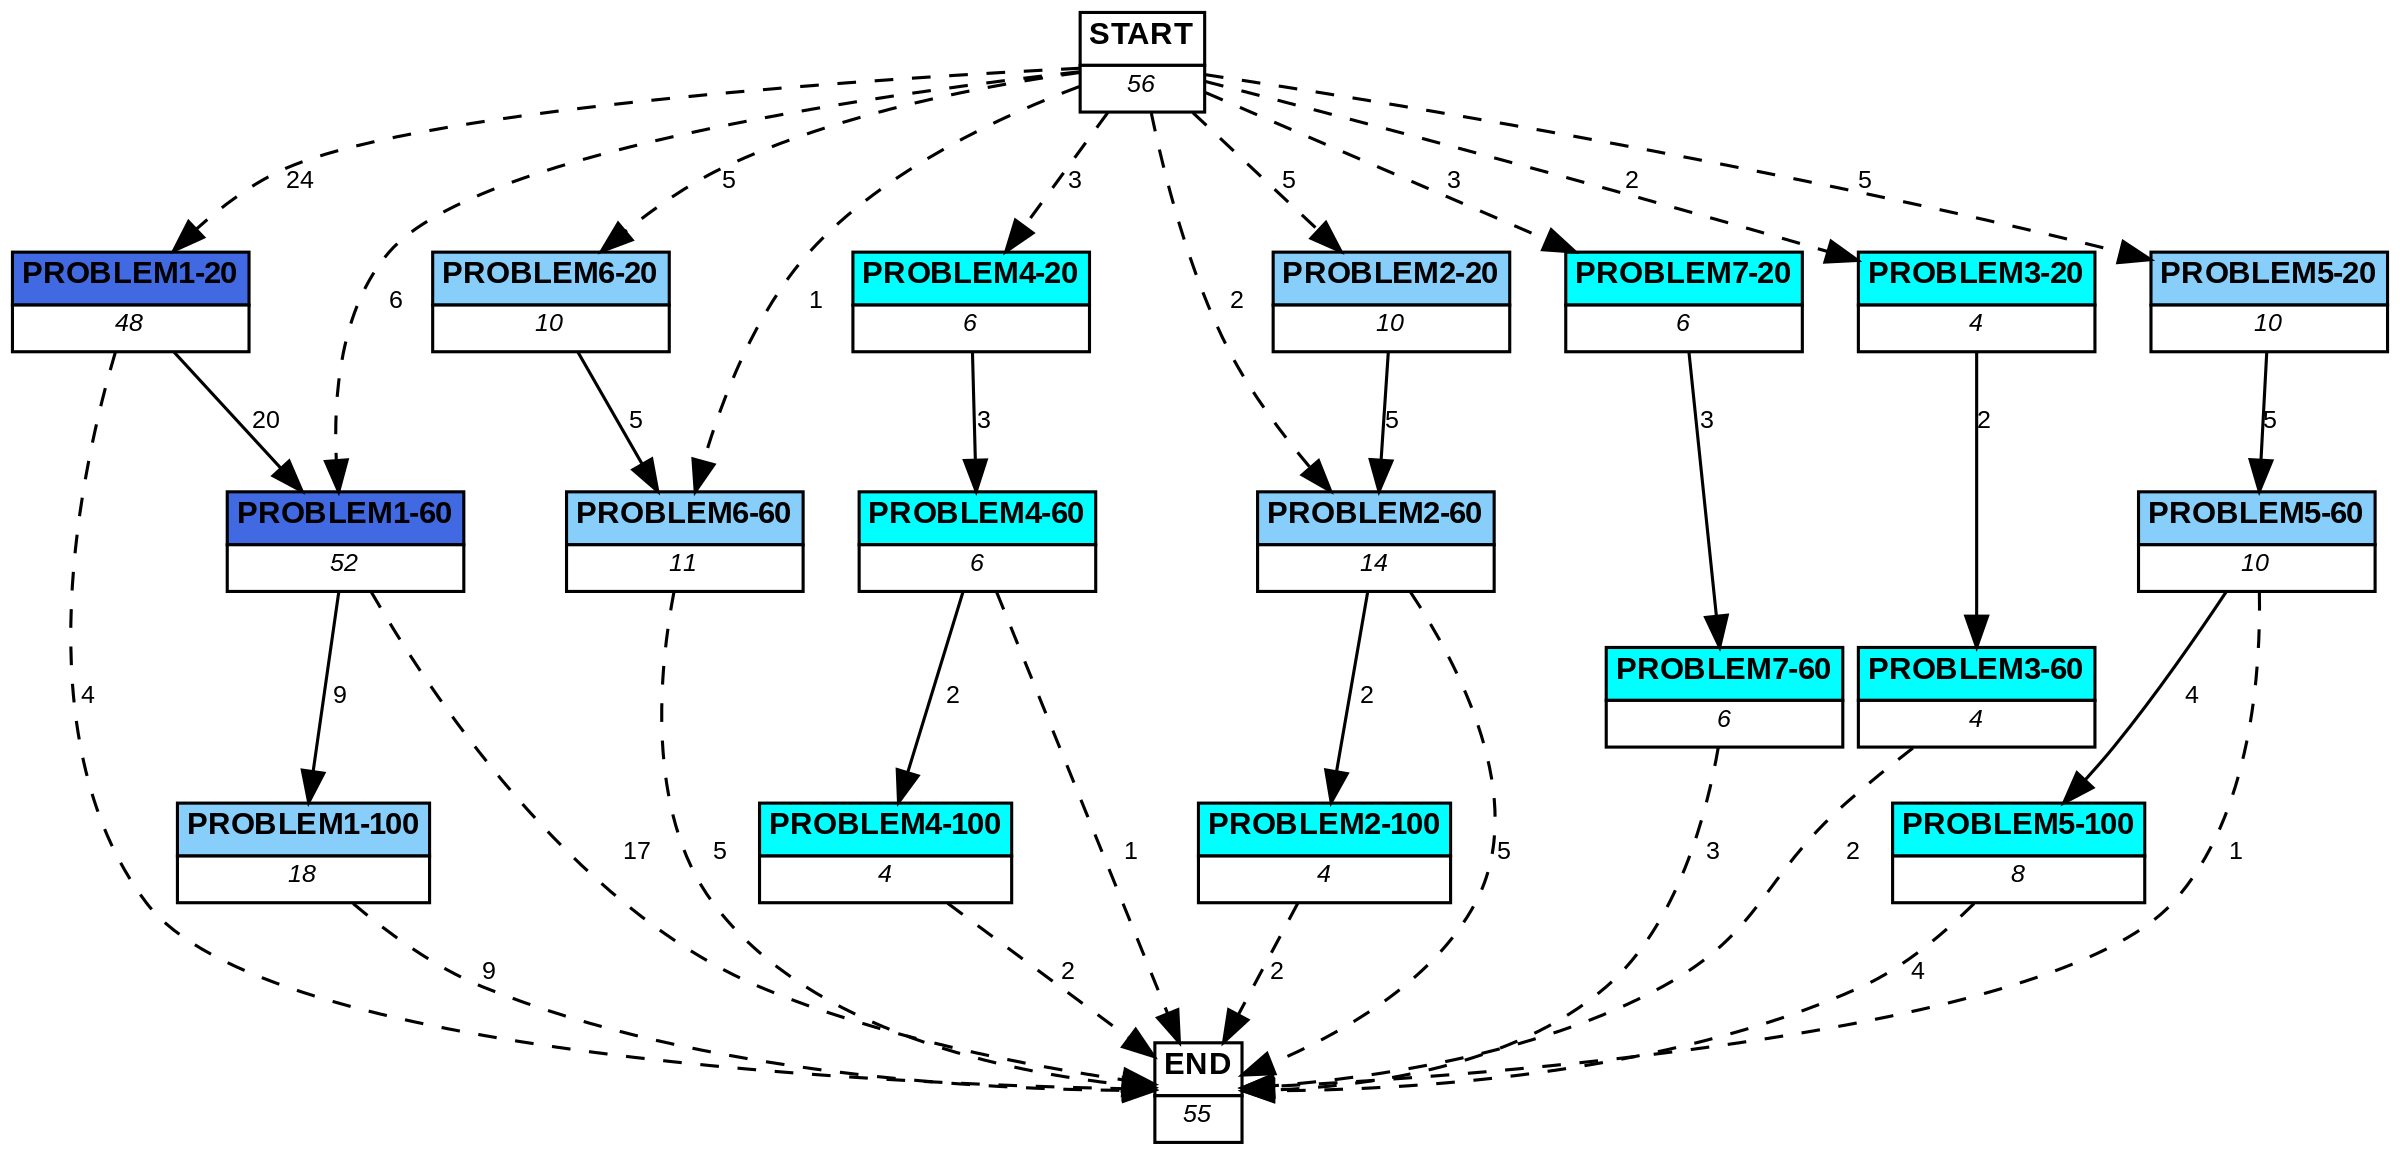 START
56
24
5
3
5
3
2
5
PROBLEM1-20
48
6
PROBLEM6-20
10
1
PROBLEM4-20
6
2
PROBLEM2-20
10
PROBLEM7-20
6
PROBLEM3-20
4
PROBLEM5-20
10
20
5
3
5
3
2
5
PROBLEM1-60
52
PROBLEM6-60
11
PROBLEM4-60
6
PROBLEM2-60
14
PROBLEM5-60
10
4
9
2
2
PROBLEM7-60
6
PROBLEM3-60
4
4
PROBLEM1-100
18
17
5
PROBLEM4-100
4
1
PROBLEM2-100
4
5
3
2
PROBLEM5-100
8
1
9
2
2
4
END
55